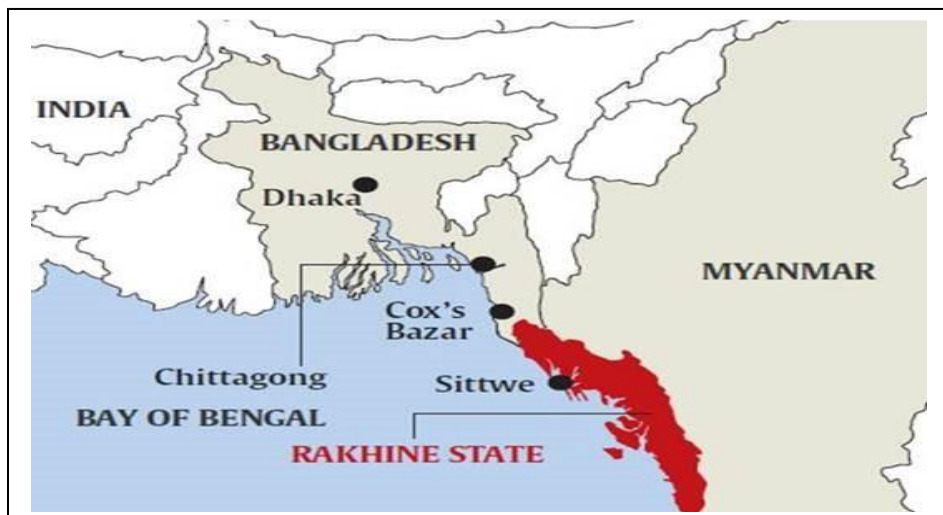 INDIA
BANGLADESH
Dhaka
MYANMAR
Cox's
Bazar
Chittagong
Sittwe
BAY OF BENGAL
RAKHINE STATE